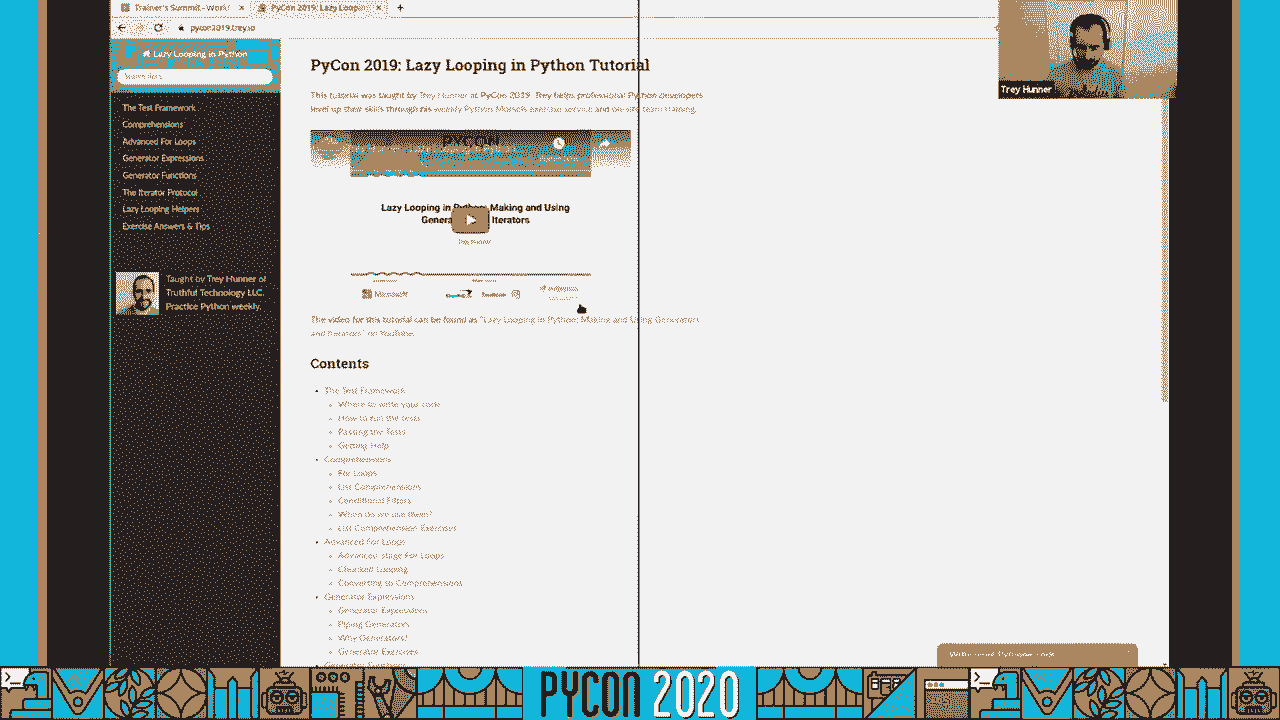 Trainer's Summit - Work
PyCon 2019: Lazy Loopin
pycon2019.trey.io
Lazy Looping in Python
The Test Framework
Comprehensions
Advanced For Loops
Generator Expressions
Generator Functions
The Iterator Protocol
Lazy Looping Helpers
Exercise Answers & Tips
Taught by Trey Hunner of
Truthful Technology LLC.
Practice Python weekly.
PyCon 2019: Lazy Looping in Python Tutorial
This tutorial was taught by Trey Hunner at PyCon 2019. Trey helps professional Python developers
level up their skills through his weekly Python Morsels exercise service and on-site team training.
PYCON
Lazy Looping in Python: Making and Using
Generators Iterators
Trey Hunner
Microsoft
facebook
The video for this tutorial can be found as "Lazy Looping in Python: Making and Using Generators
and Iterators" on YouTube.
Contents
The Test Framework
Where to write your code
How to run the tests
Passing the Tests
Getting Help
Comprehensions
For Loops
List Comprehensions
Conditional Filters
When do we use them?
List Comprehension Exercises
Advanced For Loops
Advanced-stage For Loops
Chained Looping
Converting to Comprehensions
Generator Expressions
Generator Expressions
Piping Generators
Why Generators?
Generator Exercises
Generator Functions
Trey Hunner
PYCON 2020